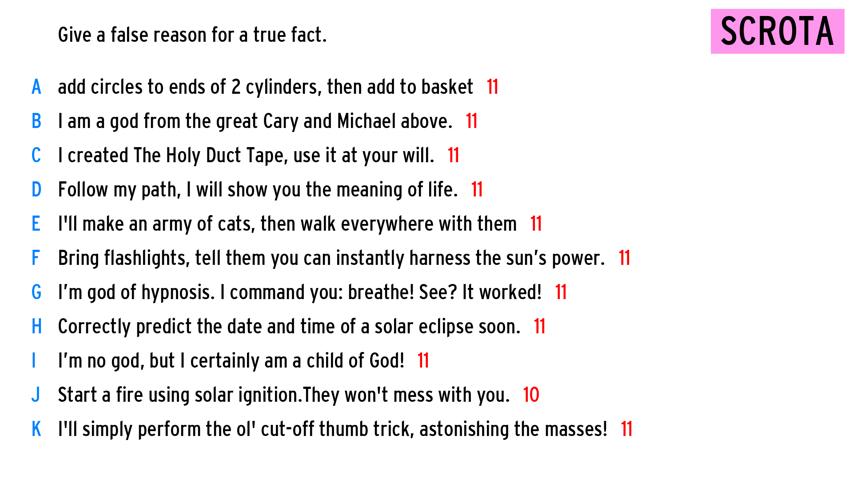 Give a false reason for a true fact.
SCROTA
A add circles to ends of 2 cylinders, then add to basket 11
B I am a god from the great Cary and Michael above. 11
C I created The Holy Duct Tape, use it at your will. 11
D Follow my path, I will show you the meaning of life. 11
E I'll make an army of cats, then walk everywhere with them 11
F Bring flashlights, tell them you can instantly harness the sun’s power. 11
G I’m god of hypnosis. I command you: breathe! See? It worked! 11
H Correctly predict the date and time of a solar eclipse soon. 11
I I’m no god, but I certainly am a child of God! 11
J Start a fire using solar ignition.They won't mess with you. 10
K I'll simply perform the ol' cut-off thumb trick, astonishing the masses! 11